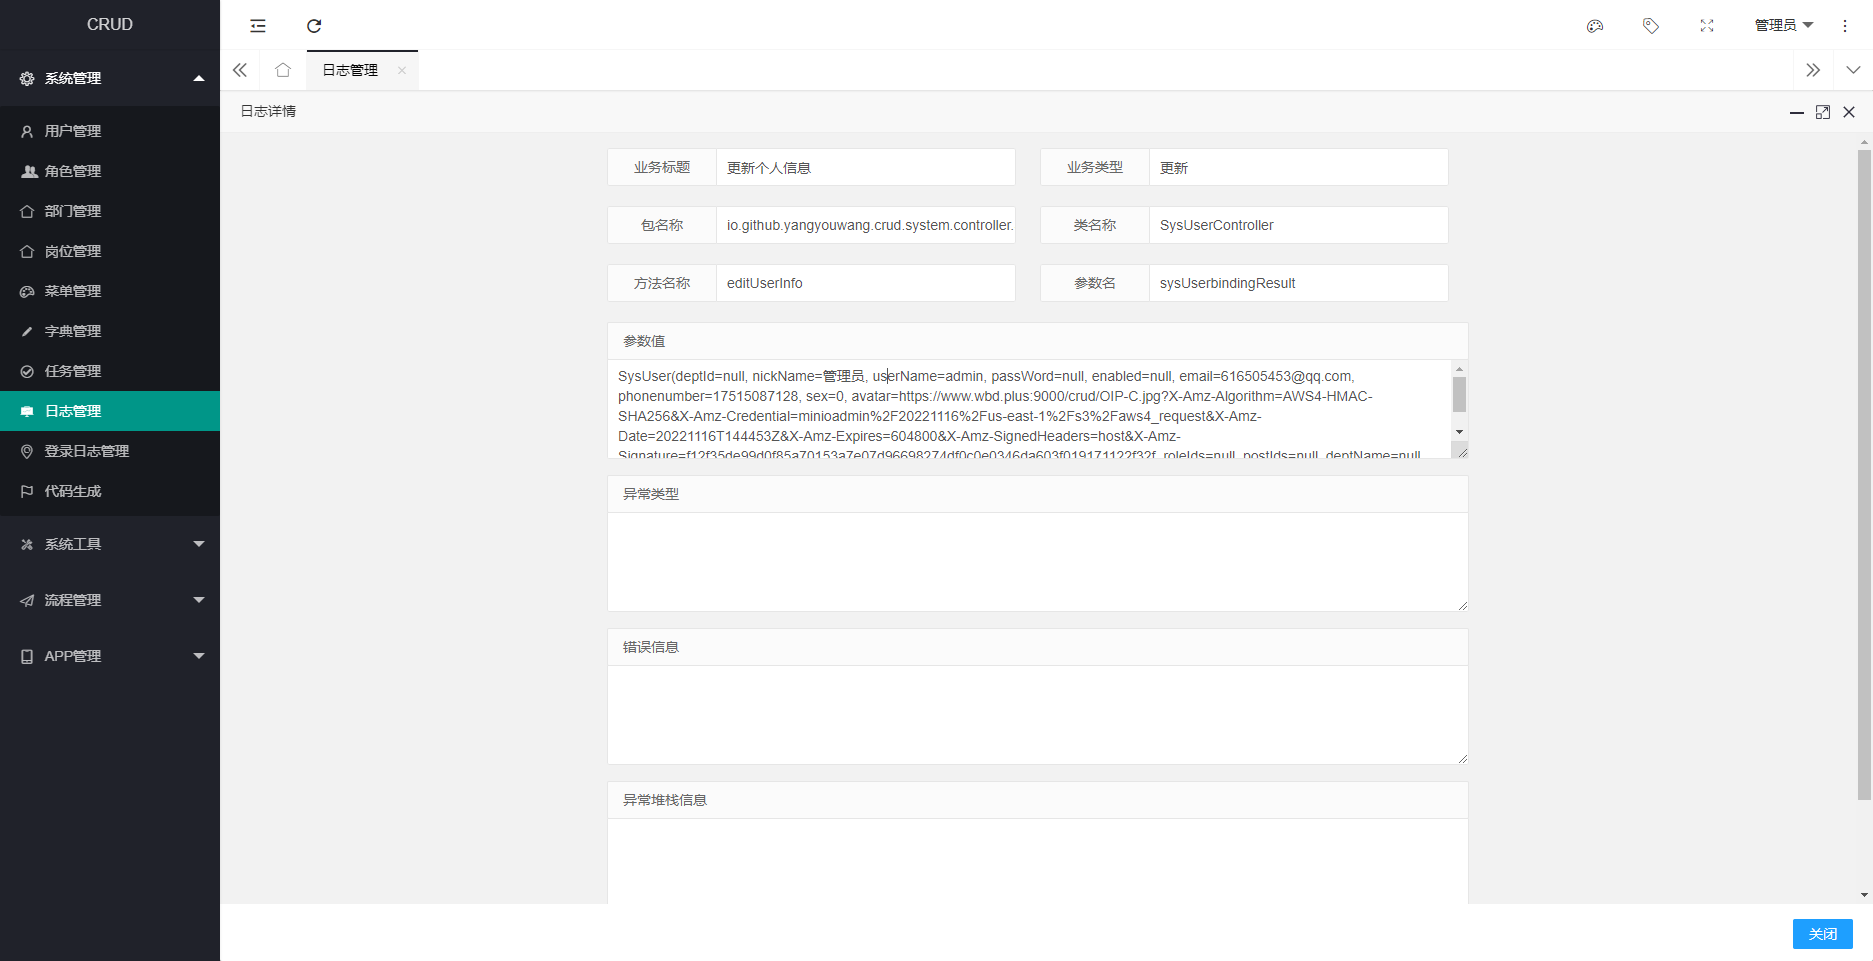 CRUD
管理员
系统管理
用户管理
角色管理
部门管理
岗位管理
菜单管理
字典管理
任务管理
日志管理
登录日志管理
代码生成
系统工具
流程管理
APP管理
日志管理
日志详情
业务标题 更新个人信息 业务类型 更新
包名称 io.github.yangyouwang.crud.system.controller. 类名称 SysUserController
方法名称 editUserInfo 参数名 sysUserbindingResult
参数值
SysUser(deptId=null, nickName=管理员, userName=admin, passWord=null, enabled=null, email=616505453@qq.com,
phonenumber=17515087128, sex=0, avatar=https://www.wbd.plus:9000/crud/OIP-C.jpg?X-Amz-Algorithm=AWS4-HMAC-
SHA256&X-Amz-Credential=minioadmin%2F20221116%2Fus-east-1%2Fs3%2Faws4_request&X-Amz-
Date=20221116T144453Z&X-Amz-Expires=604800&X-Amz-SignedHeaders=host&X-Amz-
Signature=f12f35de99d0f85a70153a7e07d96698274df0c0e0346da603f019171122f32f, roleIds=null, postIds=null, deptName=null,
异常类型
错误信息
异常堆栈信息
关闭